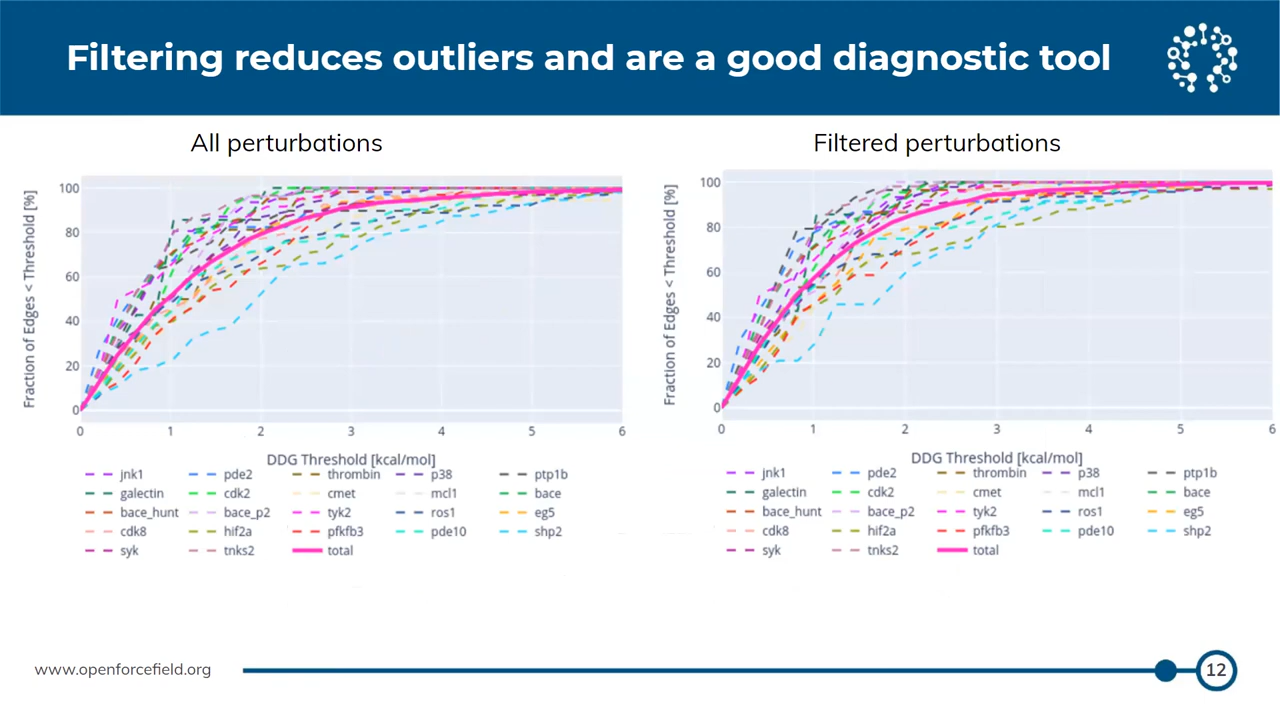 Filtering reduces outliers and are a good diagnostic tool
All perturbations
Fraction of Edges < Threshold [%]
100
80
60
40
20
0
0 1 2 3 4 5 6
DDG Threshold [kcal/mol]
jnk1 pde2 thrombin p38 ptp1b
galectin cdk2 cmet mcl1 bace
bace_hunt bace_p2 tyk2 ros1 eg5
cdk8 hif2a pfkfb3 pde10 shp2
syk tnks2 total
Filtered perturbations
Fraction of Edges < Threshold [%]
100
80
60
40
20
0
0 1 2 3 4 5 6
DDG Threshold [kcal/mol]
jnk1 pde2 thrombin p38 ptp1b
galectin cdk2 cmet mcl1 bace
bace_hunt bace_p2 tyk2 ros1 eg5
cdk8 hif2a pfkfb3 pde10 shp2
syk tnks2 total
www.openforcefield.org
12